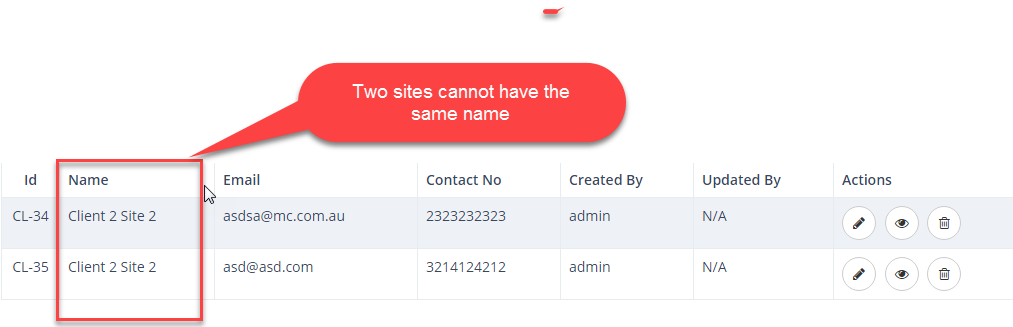 Two sites cannot have the
same name
Id Name Email Contact No Created By Updated By Actions
CL-34 Client 2 Site 2 asdsa@mc.com.au 2323232323 admin N/A
CL-35 Client 2 Site 2 asd@asd.com 3214124212 admin N/A